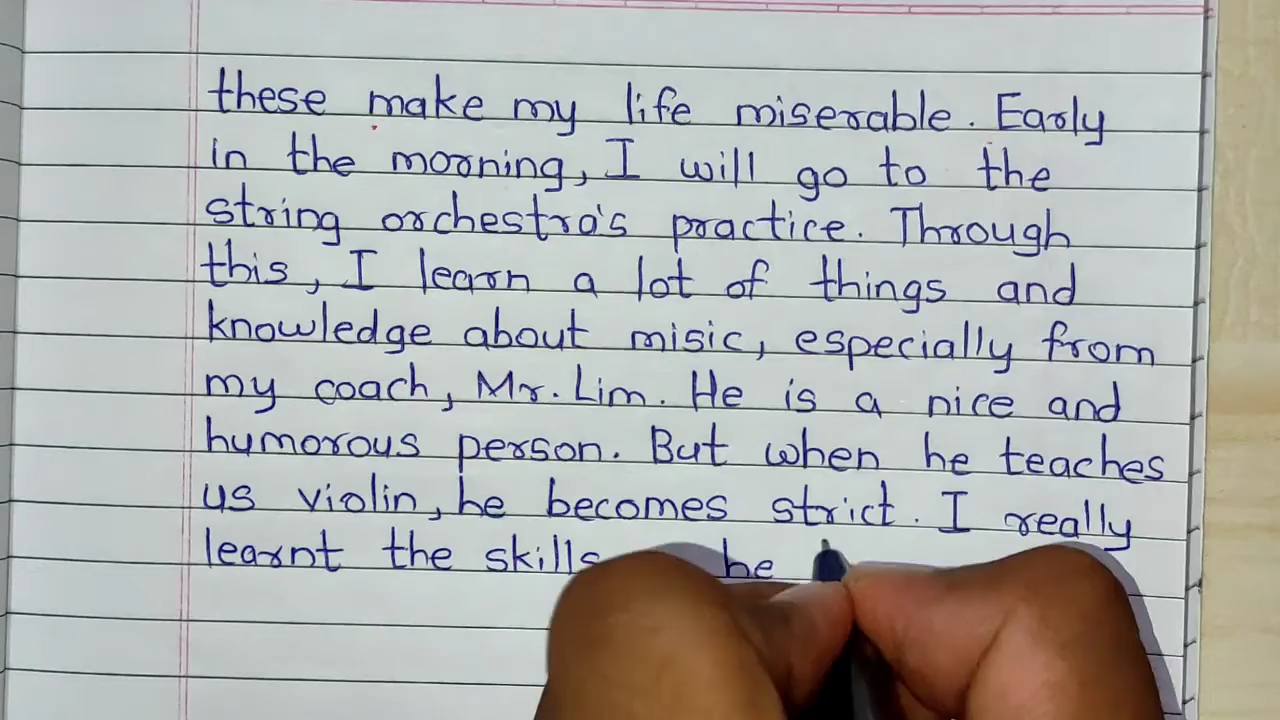 these make my life miserable. Early
in the morning, I will go to the
string orchestra's practice. Through
this, I learn a lot of things and
knowledge about misic, especially from
my coach, Mr. Lim. He is a nice and
humorous person. But when he teaches
us violin, he becomes strict. I really
learnt the skills he